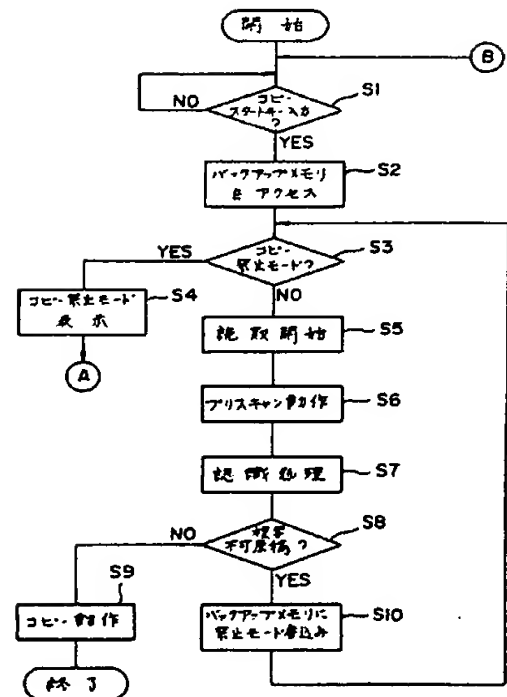 開始
B
コピー
スタートキー入力
?
S1
NO
YES
バックアップメモリ
を アクセス
S2
コピー
禁止モード?
S3
YES
NO
コピー禁止モード
表示
S4
A
読取開始
S5
プリスキャン動作
S6
認識処理
S7
複写
不可原稿?
S8
NO
YES
コピー動作
S9
バックアップメモリに
禁止モード書込み
S10
終了